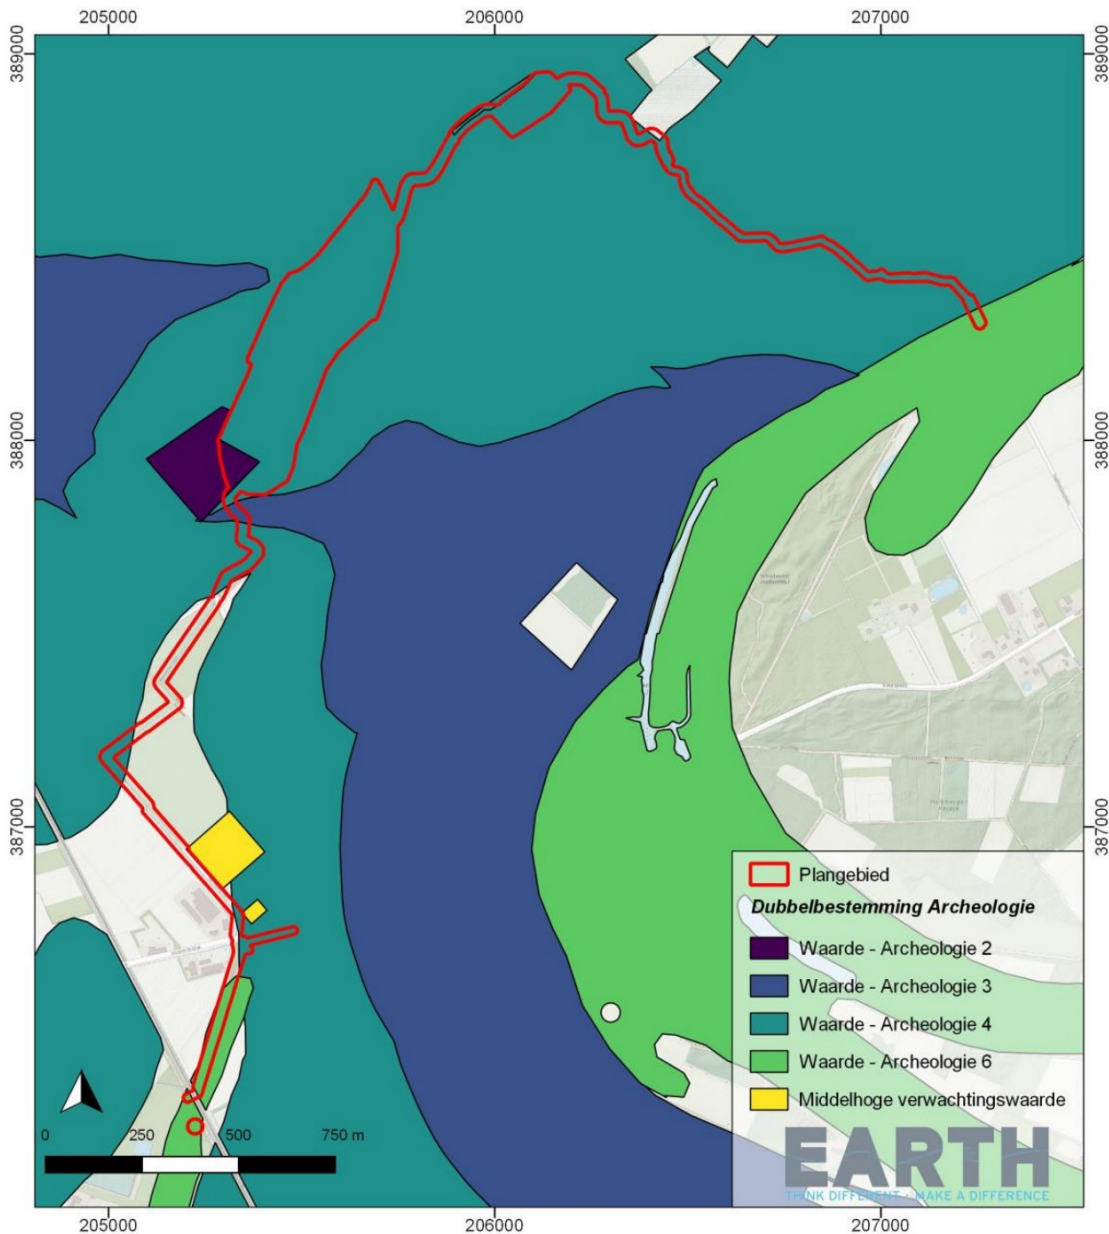 205000 206000 207000
389000 389000
388000 388000
387000 387000
Plangebied
Dubbelbestemming Archeologie
Waarde - Archeologie 2
Waarde - Archeologie 3
Waarde - Archeologie 4
Waarde - Archeologie 6
Middelhoge verwachtingswaarde
0 250 500 750 m
EARTH
THINK DIFFERENT - MAKE A DIFFERENCE
205000 206000 207000